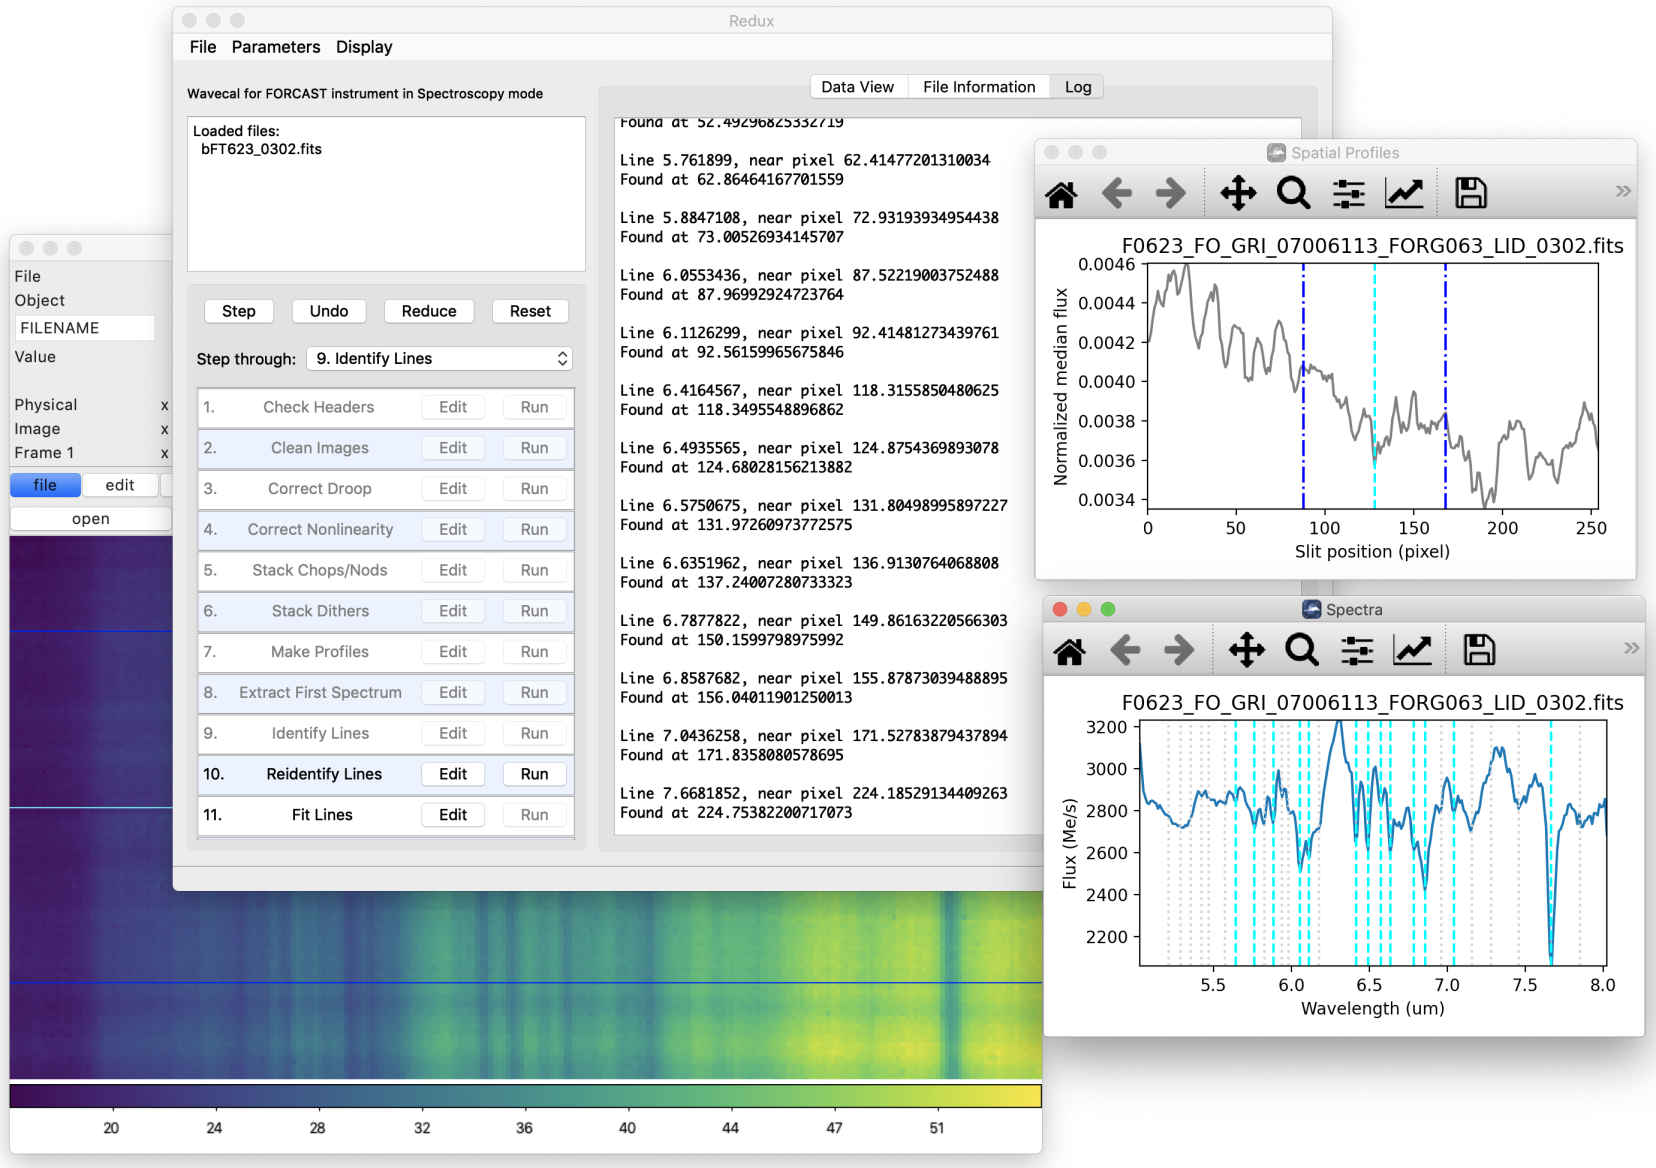 Redux
File Parameters Display
Wavecal for FORCAST instrument in Spectroscopy mode
Loaded files:
bFT623_0302.fits
Step Undo Reduce Reset
Step through: 9. Identify Lines
1. Check Headers Edit Run
2. Clean Images Edit Run
3. Correct Droop Edit Run
4. Correct Nonlinearity Edit Run
5. Stack Chops/Nods Edit Run
6. Stack Dithers Edit Run
7. Make Profiles Edit Run
8. Extract First Spectrum Edit Run
9. Identify Lines Edit Run
10. Reidentify Lines Edit Run
11. Fit Lines Edit Run
Data View File Information Log
Found at 52.49296825332719
Line 5.761899, near pixel 62.41477201310034
Found at 62.86464167701559
Line 5.8847108, near pixel 72.93193934954438
Found at 73.00526934145707
Line 6.0553436, near pixel 87.52219003752488
Found at 87.96992924723764
Line 6.1126299, near pixel 92.41481273439761
Found at 92.56159965675846
Line 6.4164567, near pixel 118.3155850480625
Found at 118.3495548896862
Line 6.4935565, near pixel 124.8754369893078
Found at 124.68028156213882
Line 6.5750675, near pixel 131.80498995897227
Found at 131.97260973772575
Line 6.6351962, near pixel 136.9130764068808
Found at 137.24007280733323
Line 6.7877822, near pixel 149.86163220566303
Found at 150.1599798975992
Line 6.8587682, near pixel 155.87873039488895
Found at 156.04011901250013
Line 7.0436258, near pixel 171.52783879437894
Found at 171.8358080578695
Line 7.6681852, near pixel 224.18529134409263
Found at 224.75382200717073
File
Object
FILENAME
Value
Physical x
Image x
Frame 1 x
file edit
open
20 24 28 32 36 40 44 47 51
Spatial Profiles
»
F0623_FO_GRI_07006113_FORG063_LID_0302.fits
Normalized median flux
0.0046
0.0044
0.0042
0.0040
0.0038
0.0036
0.0034
0 50 100 150 200 250
Slit position (pixel)
Spectra
»
F0623_FO_GRI_07006113_FORG063_LID_0302.fits
Flux (Me/s)
3200
3000
2800
2600
2400
2200
5.5 6.0 6.5 7.0 7.5 8.0
Wavelength (um)